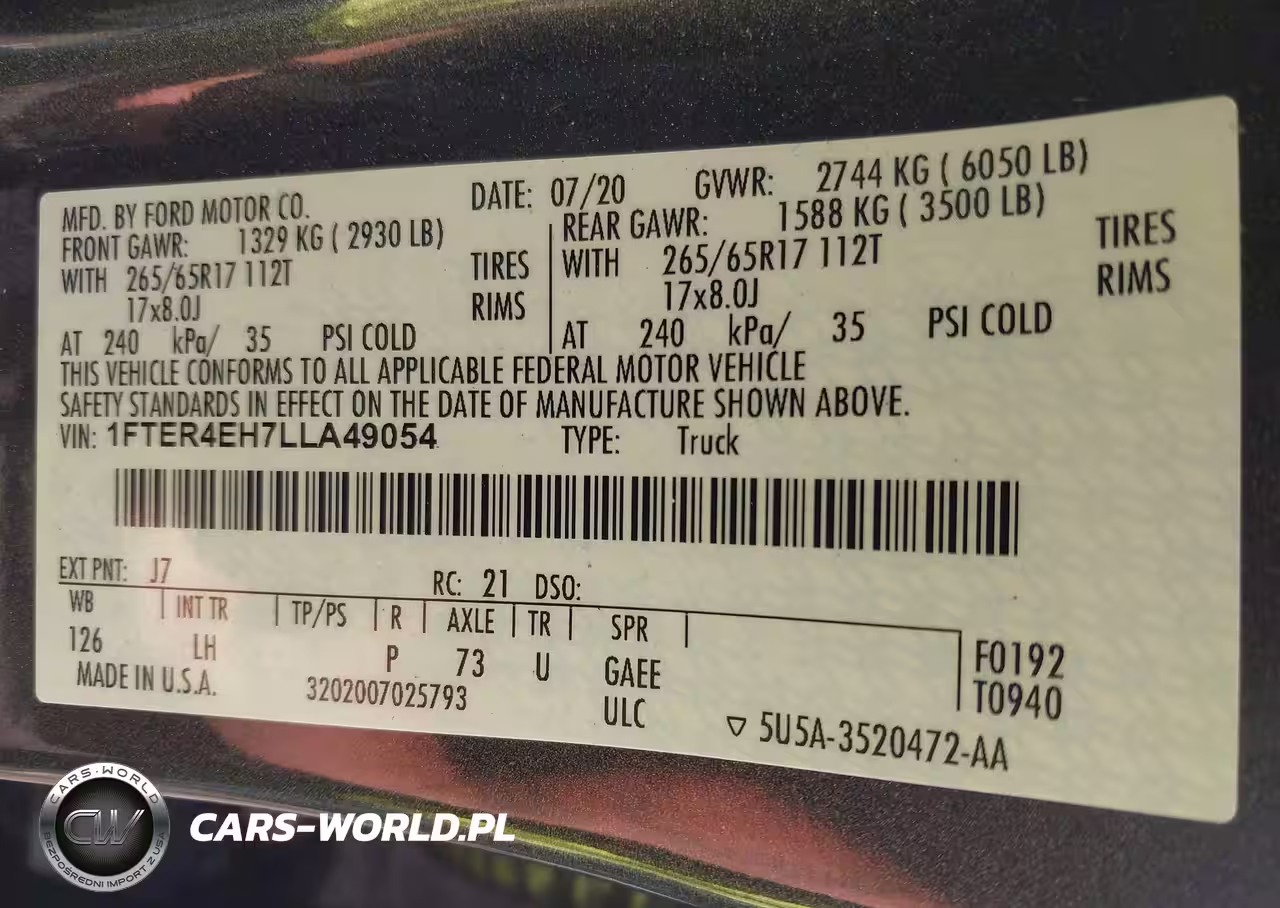 MFD. BY FORD MOTOR CO. DATE: 07/20 GVWR: 2744 KG ( 6050 LB)
FRONT GAWR: 1329 KG ( 2930 LB) REAR GAWR: 1588 KG ( 3500 LB)
WITH 265/65R17 112T TIRES WITH 265/65R17 112T TIRES
17x8.0J RIMS 17x8.0J RIMS
AT 240 kPa/ 35 PSI COLD AT 240 kPa/ 35 PSI COLD
THIS VEHICLE CONFORMS TO ALL APPLICABLE FEDERAL MOTOR VEHICLE
SAFETY STANDARDS IN EFFECT ON THE DATE OF MANUFACTURE SHOWN ABOVE.
VIN: 1FTER4EH7LLA49054 TYPE: Truck
EXT PNT: J7 RC: 21 DSO:
WB INT TR TP/PS R AXLE TR SPR
126 LH P 73 U GAEE F0192
MADE IN U.S.A. 3202007025793 ULC T0940
▽ 5U5A-3520472-AA
CARS-WORLD
CW
BEZPOŚREDNI IMPORT Z USA
CARS-WORLD.PL